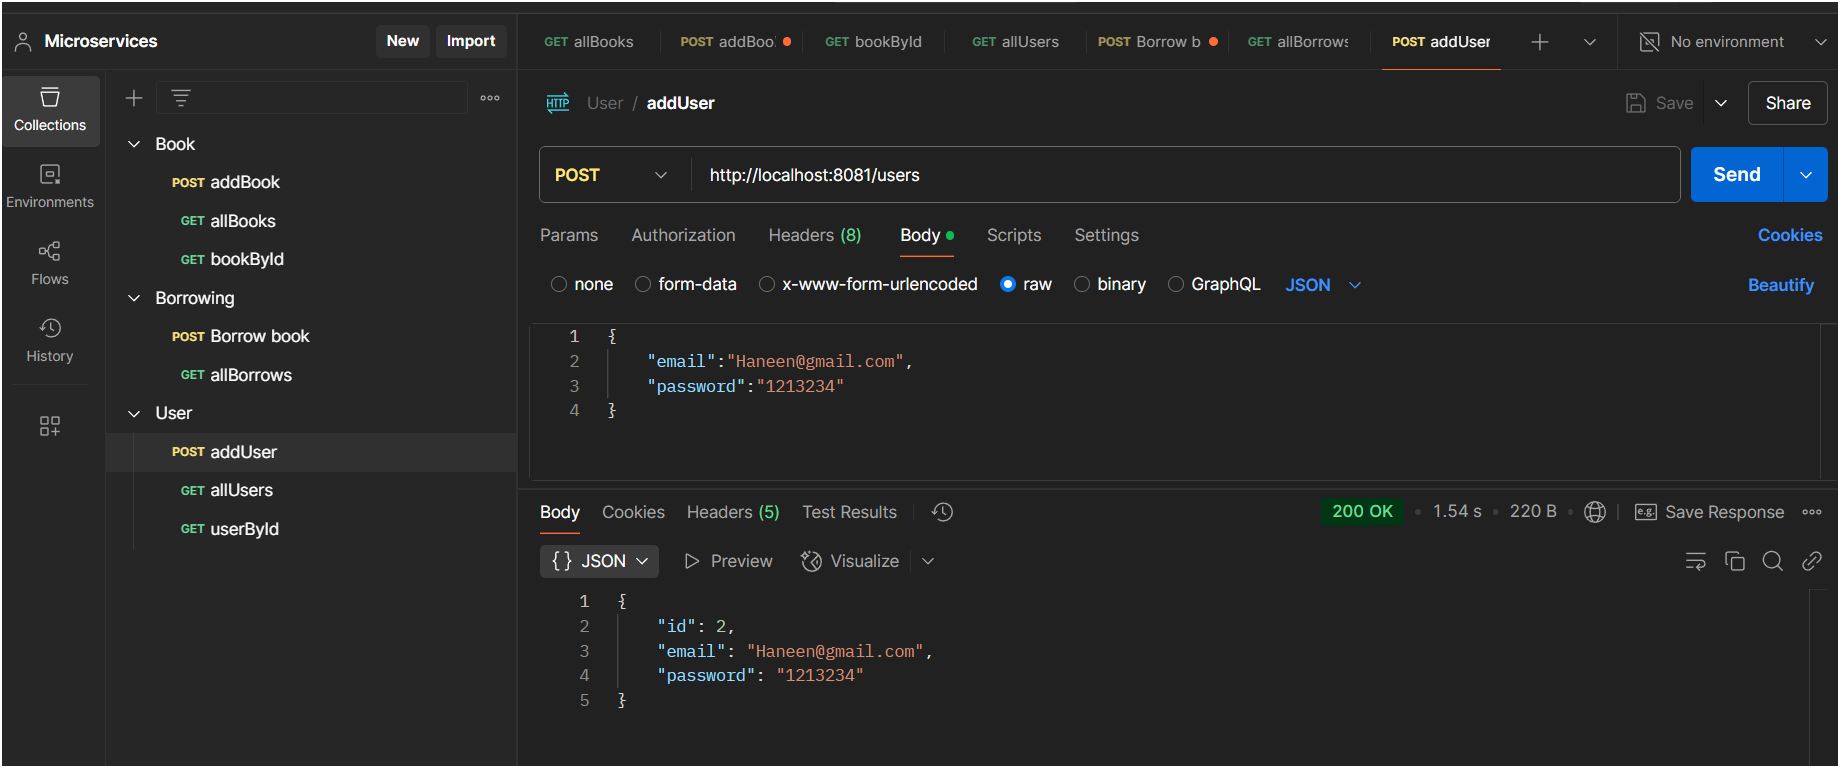 Microservices
New
Import
GET allBooks
POST addBoo
GET bookById
GET allUsers
POST Borrow b
GET allBorrows
POST addUser
No environment
Collections
Environments
Flows
History
Book
POST addBook
GET allBooks
GET bookById
Borrowing
POST Borrow book
GET allBorrows
User
POST addUser
GET allUsers
GET userById
HTTP
User / addUser
Save
Share
POST
http://localhost:8081/users
Send
Params
Authorization
Headers (8)
Body
Scripts
Settings
Cookies
none
form-data
x-www-form-urlencoded
raw
binary
GraphQL
JSON
Beautify
1 {
2 "email":"Haneen@gmail.com",
3 "password":"1213234"
4 }
Body
Cookies
Headers (5)
Test Results
200 OK
1.54 s
220 B
e.g.
Save Response
{} JSON
Preview
Visualize
1 {
2 "id": 2,
3 "email": "Haneen@gmail.com",
4 "password": "1213234"
5 }